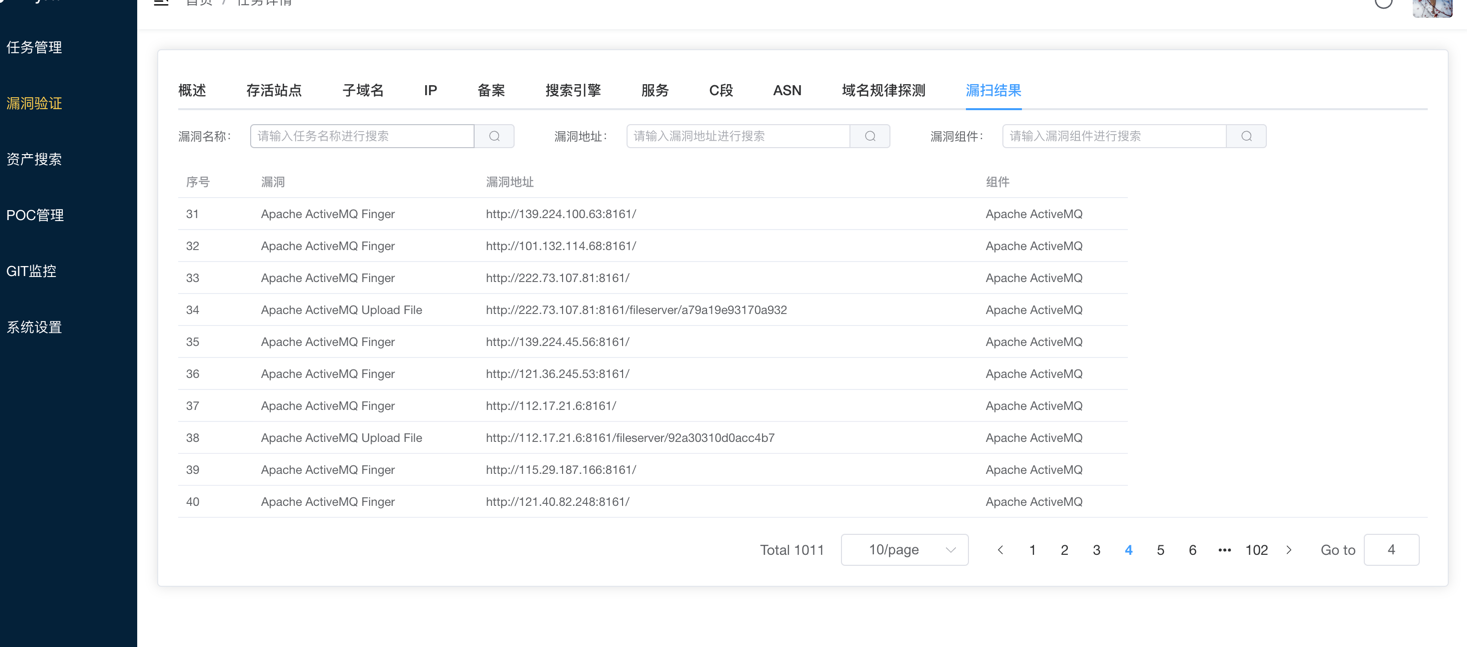 首页 / 任务详情
任务管理
漏洞验证
资产搜索
POC管理
GIT监控
系统设置
概述 存活站点 子域名 IP 备案 搜索引擎 服务 C段 ASN 域名规律探测 漏扫结果
漏洞名称: 请输入任务名称进行搜索 漏洞地址: 请输入漏洞地址进行搜索 漏洞组件: 请输入漏洞组件进行搜索
序号 漏洞 漏洞地址 组件
31 Apache ActiveMQ Finger http://139.224.100.63:8161/ Apache ActiveMQ
32 Apache ActiveMQ Finger http://101.132.114.68:8161/ Apache ActiveMQ
33 Apache ActiveMQ Finger http://222.73.107.81:8161/ Apache ActiveMQ
34 Apache ActiveMQ Upload File http://222.73.107.81:8161/fileserver/a79a19e93170a932 Apache ActiveMQ
35 Apache ActiveMQ Finger http://139.224.45.56:8161/ Apache ActiveMQ
36 Apache ActiveMQ Finger http://121.36.245.53:8161/ Apache ActiveMQ
37 Apache ActiveMQ Finger http://112.17.21.6:8161/ Apache ActiveMQ
38 Apache ActiveMQ Upload File http://112.17.21.6:8161/fileserver/92a30310d0acc4b7 Apache ActiveMQ
39 Apache ActiveMQ Finger http://115.29.187.166:8161/ Apache ActiveMQ
40 Apache ActiveMQ Finger http://121.40.82.248:8161/ Apache ActiveMQ
Total 1011 10/page 1 2 3 4 5 6 ••• 102 Go to 4